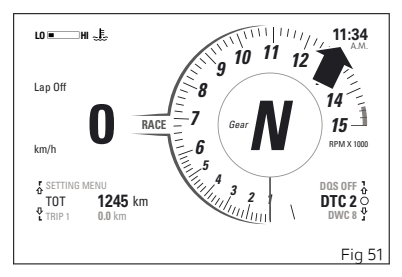 LO HI
11:34
A.M.
Lap Off
0
km/h
RACE
Gear
N
1
2
3
4
5
6
7
8
9
10
11
12
14
15
RPM X 1000
SETTING MENU
TOT 1245 km
TRIP 1 0.0 km
DQS OFF
DTC 2
DWC 8
Fig 51